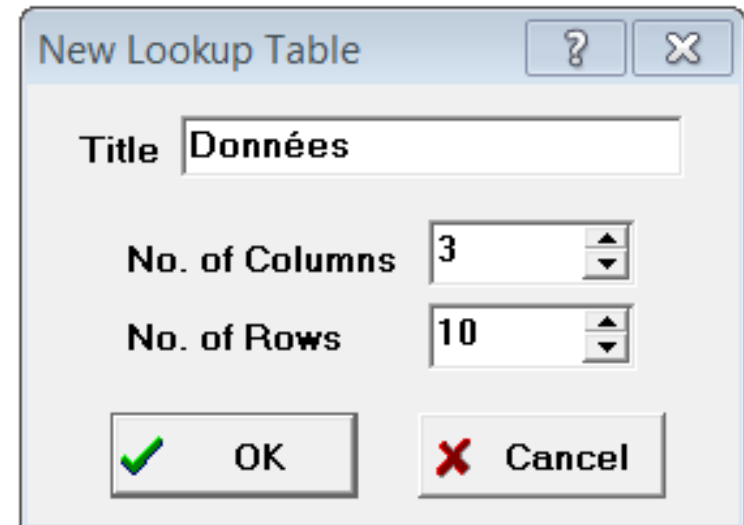 New Lookup Table
Title Données
No. of Columns 3
No. of Rows 10
OK Cancel